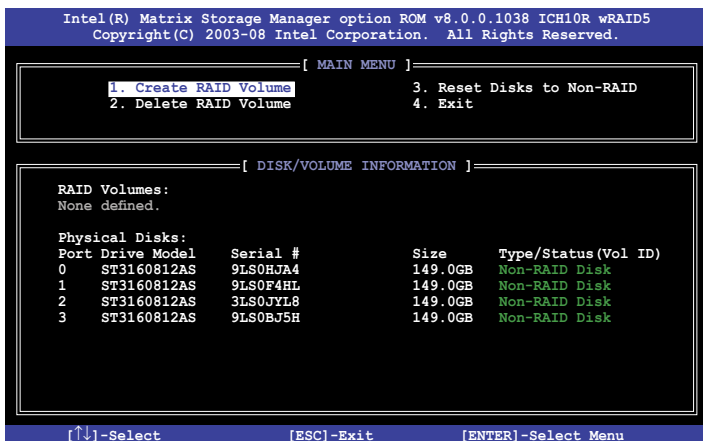 Intel(R) Matrix Storage Manager option ROM v8.0.0.1038 ICH10R wRAID5
Copyright(C) 2003-08 Intel Corporation. All Rights Reserved.
[ MAIN MENU ]
1. Create RAID Volume 3. Reset Disks to Non-RAID
2. Delete RAID Volume 4. Exit
[ DISK/VOLUME INFORMATION ]
RAID Volumes:
None defined.
Physical Disks:
Port Drive Model Serial # Size Type/Status(Vol ID)
0 ST3160812AS 9LS0HJA4 149.0GB Non-RAID Disk
1 ST3160812AS 9LS0F4HL 149.0GB Non-RAID Disk
2 ST3160812AS 3LS0JYL8 149.0GB Non-RAID Disk
3 ST3160812AS 9LS0BJ5H 149.0GB Non-RAID Disk
[↑↓]-Select [ESC]-Exit [ENTER]-Select Menu